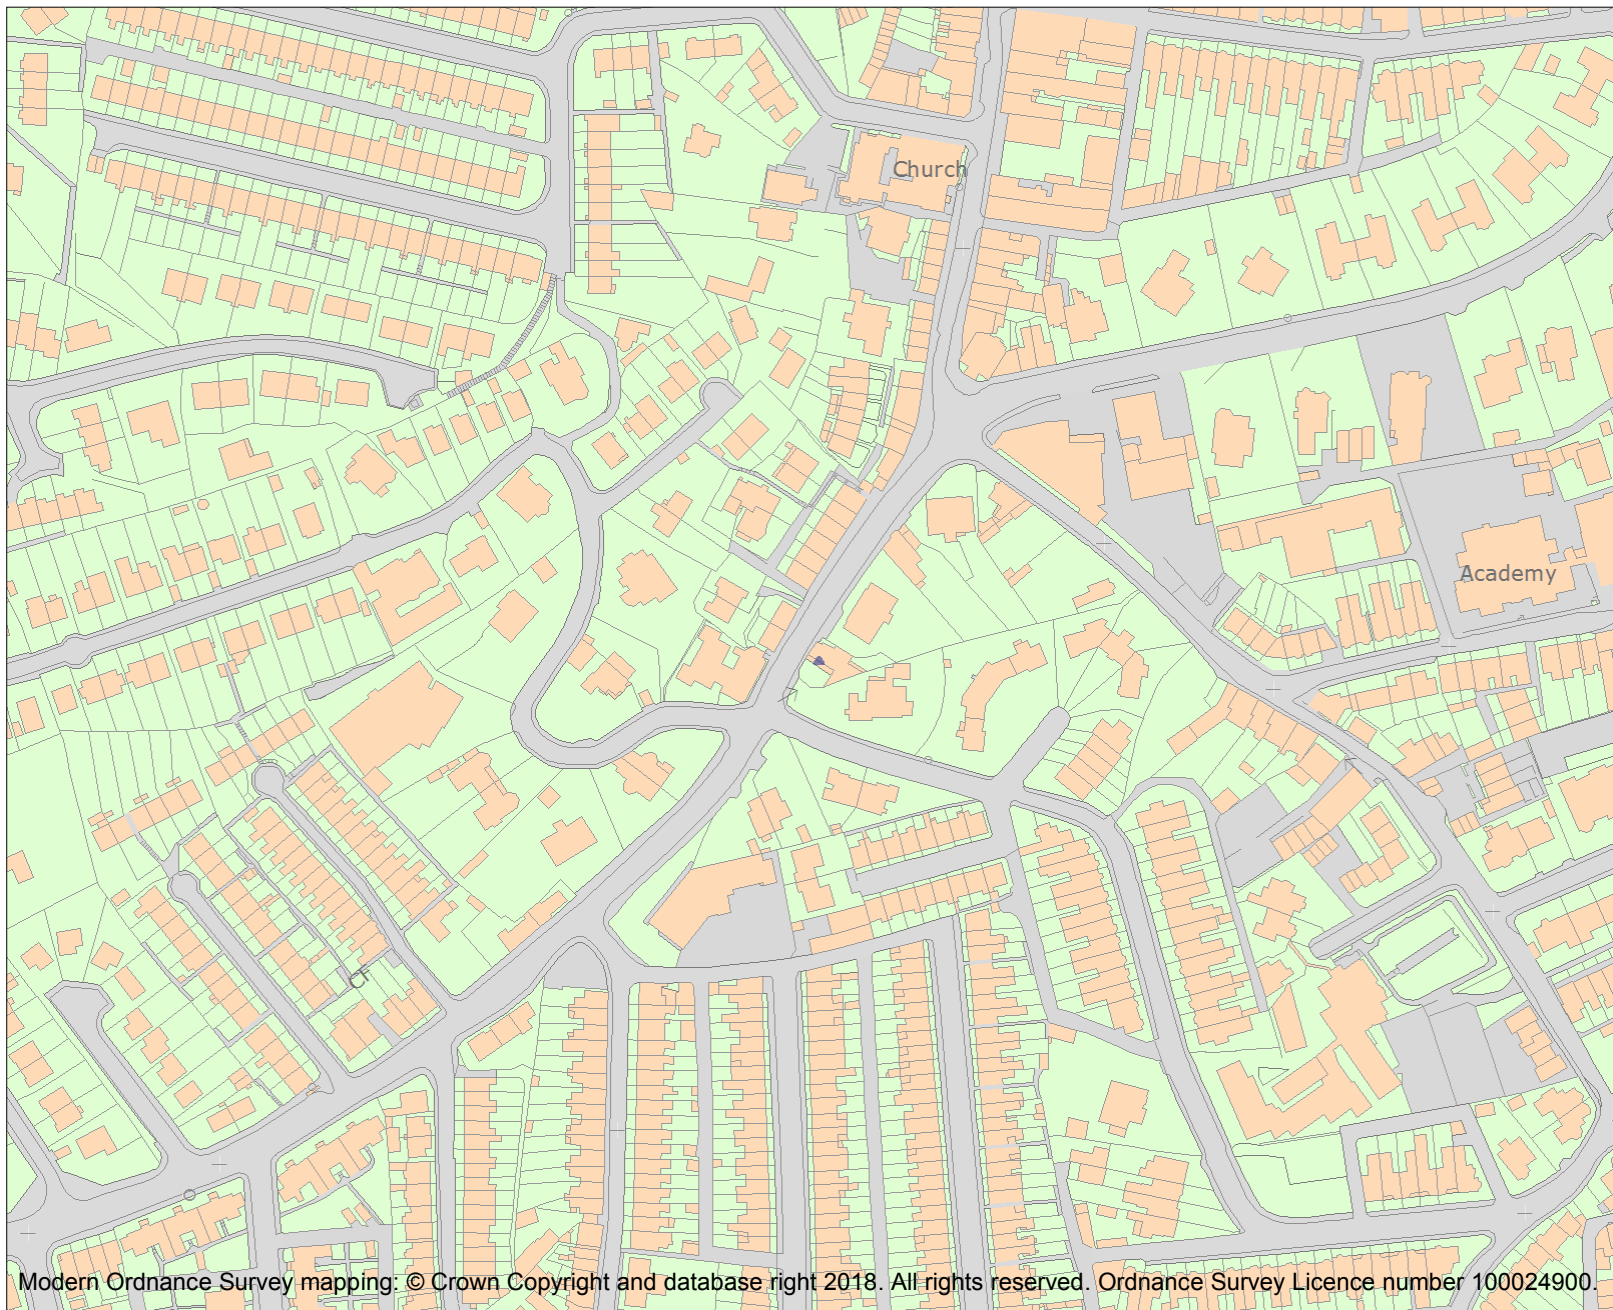 Church
Academy
CF
Modern Ordnance Survey mapping: © Crown Copyright and database right 2018. All rights reserved. Ordnance Survey Licence number 100024900.